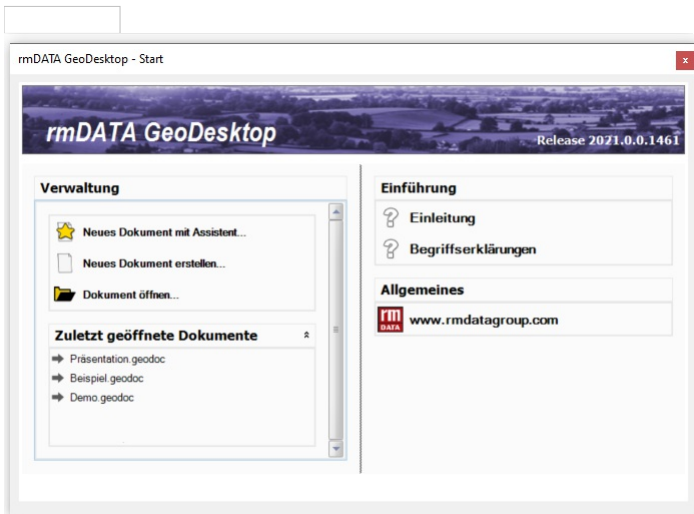 rmDATA GeoDesktop - Start
x
rmDATA GeoDesktop
Release 2021.0.0.1461
Verwaltung
Neues Dokument mit Assistent...
Neues Dokument erstellen...
Dokument öffnen...
Zuletzt geöffnete Dokumente
Präsentation.geodoc
Beispiel.geodoc
Demo.geodoc
Einführung
Einleitung
Begriffserklärungen
Allgemeines
rm
DATA
www.rmdatagroup.com